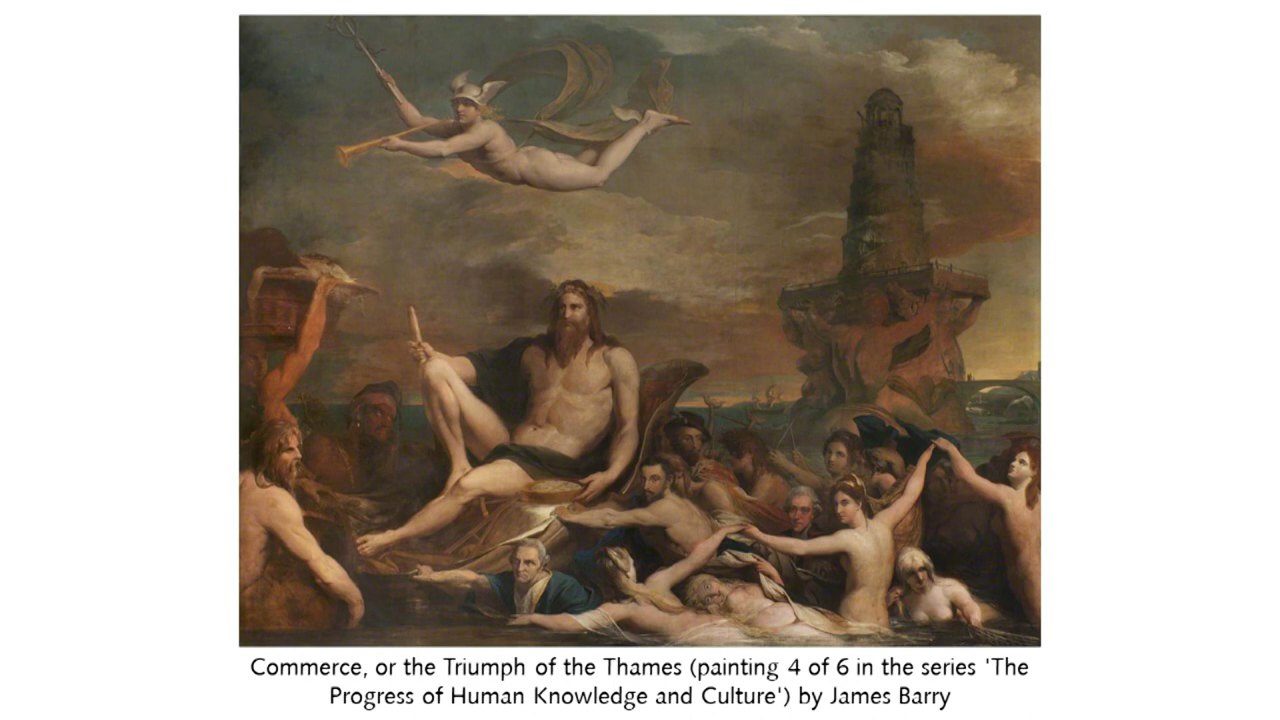 Commerce, or the Triumph of the Thames (painting 4 of 6 in the series 'The
Progress of Human Knowledge and Culture') by James Barry